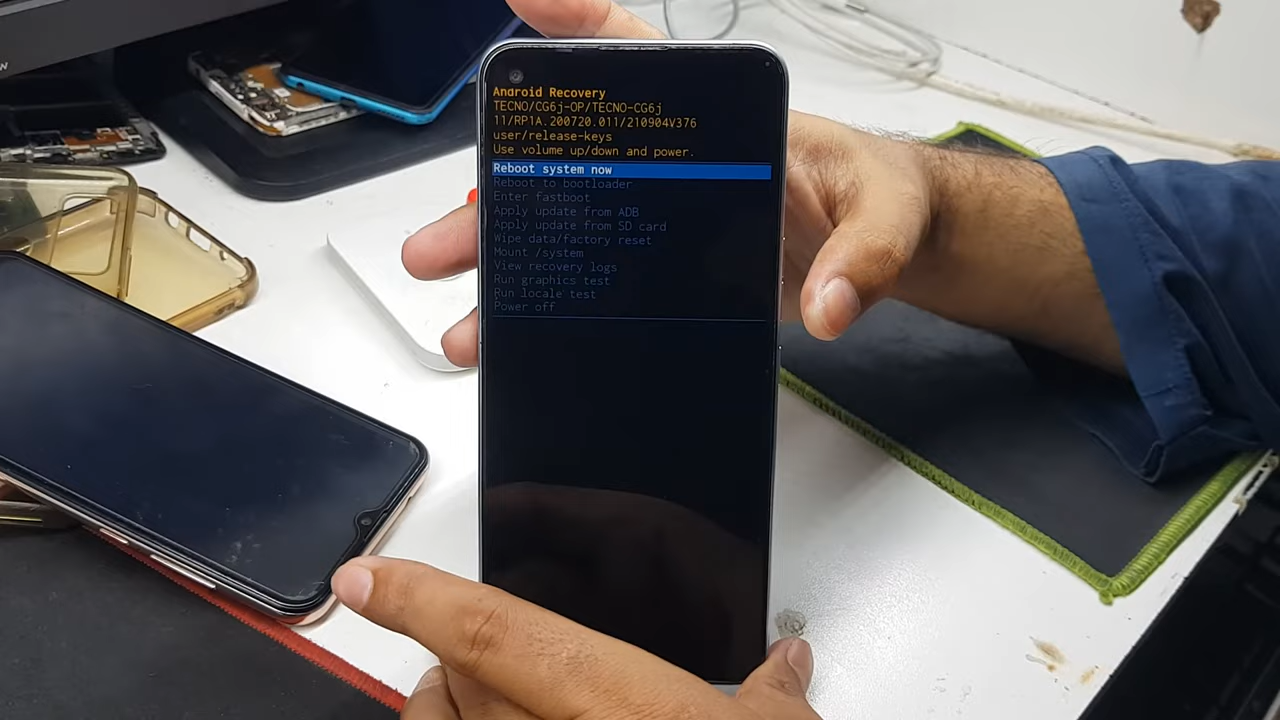 Android Recovery
TECNO/CG6j-OP/TECNO-CG6j
11/RP1A.200720.011/210904V376
user/release-keys
Use volume up/down and power.
Reboot system now
Reboot to bootloader
Enter fastboot
Apply update from ADB
Apply update from SD card
Wipe data/factory reset
Mount /system
View recovery logs
Run graphics test
Run locale test
Power off